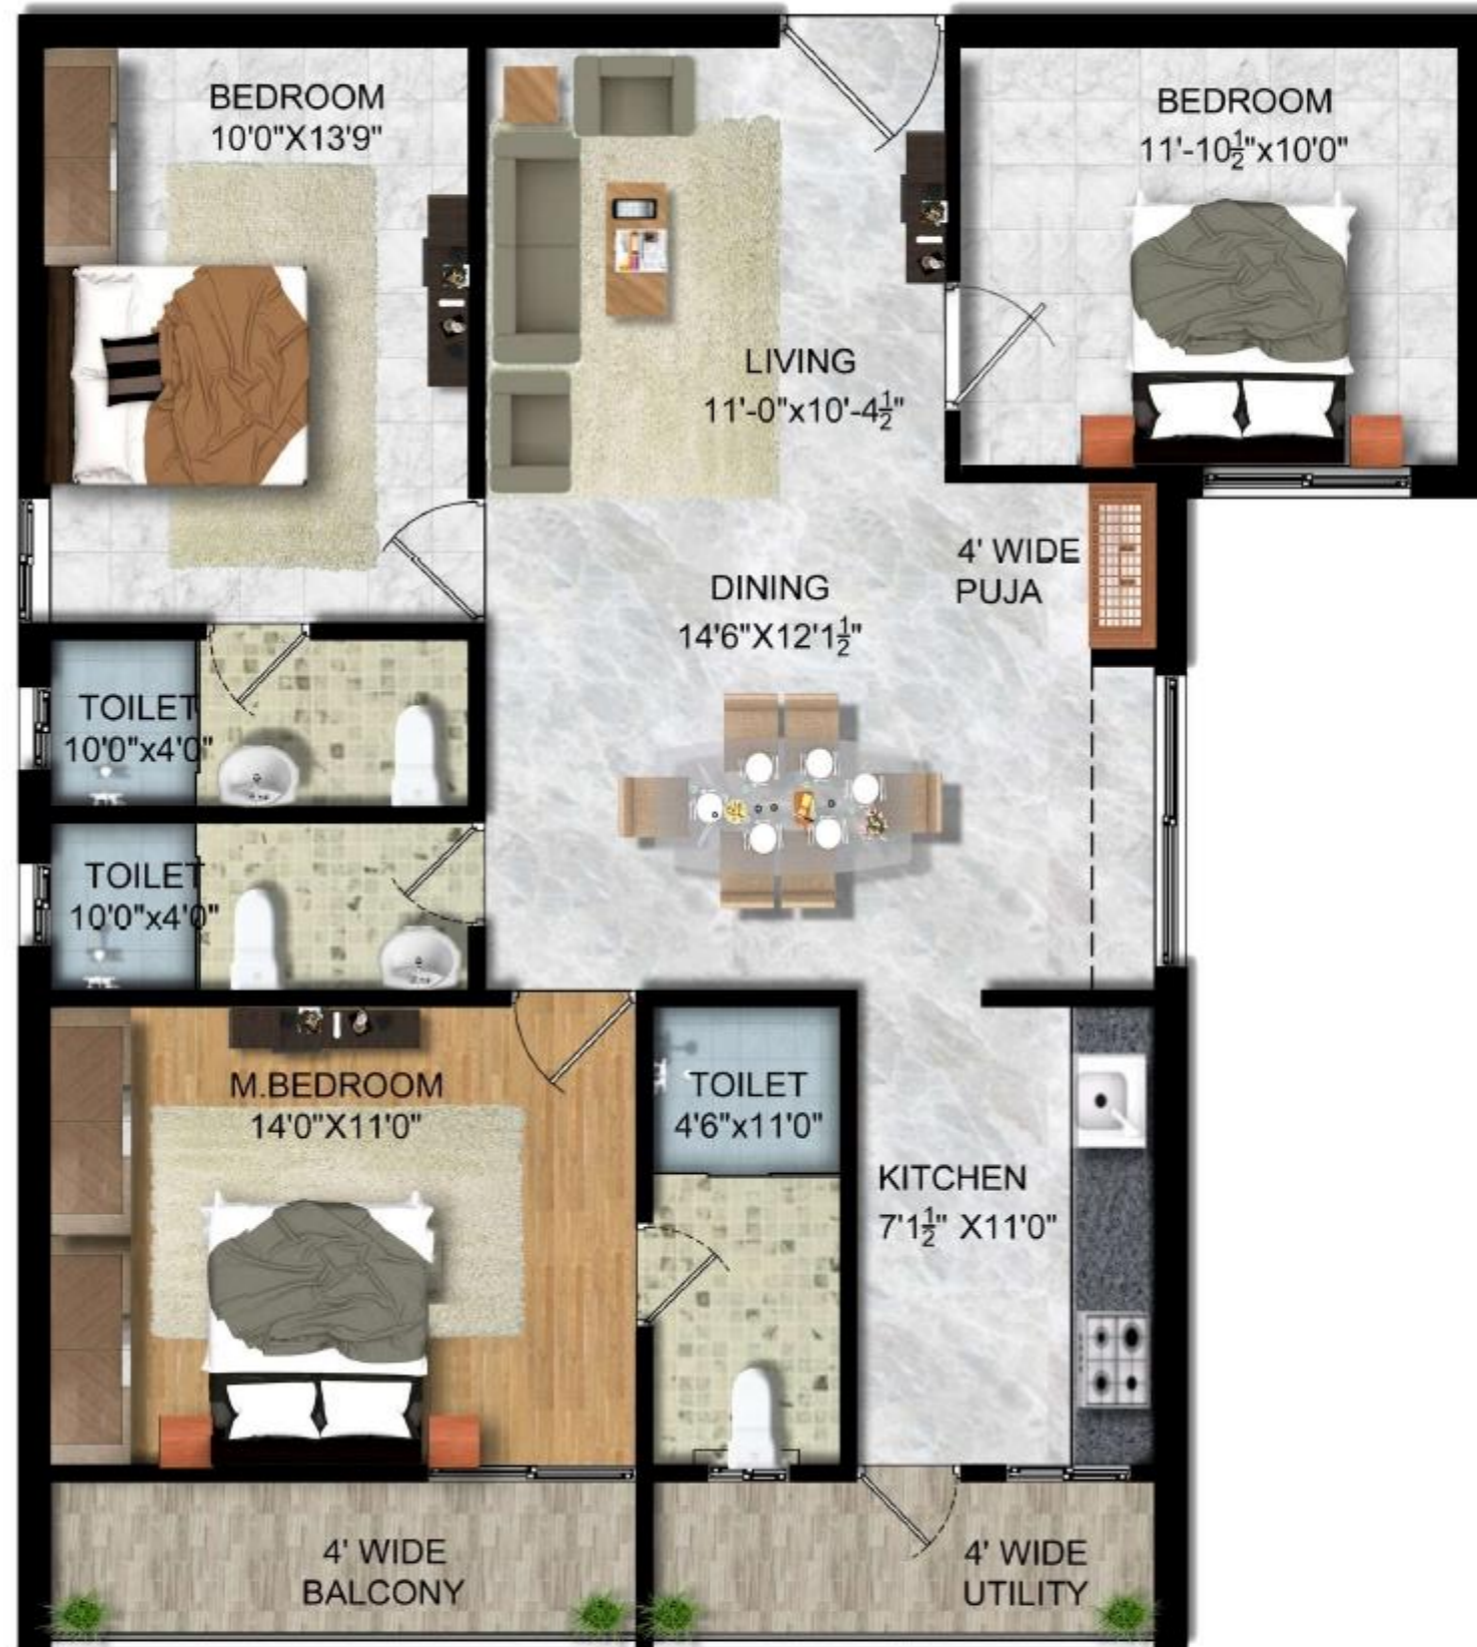 BEDROOM
10'0"X13'9"
BEDROOM
11'-10½"x10'0"
LIVING
11'-0"x10'-4½"
4' WIDE
PUJA
DINING
14'6"X12'1½"
TOILET
10'0"x4'0"
TOILET
10'0"x4'0"
M.BEDROOM
14'0"X11'0"
TOILET
4'6"x11'0"
KITCHEN
7'1½" X11'0"
4' WIDE
BALCONY
4' WIDE
UTILITY